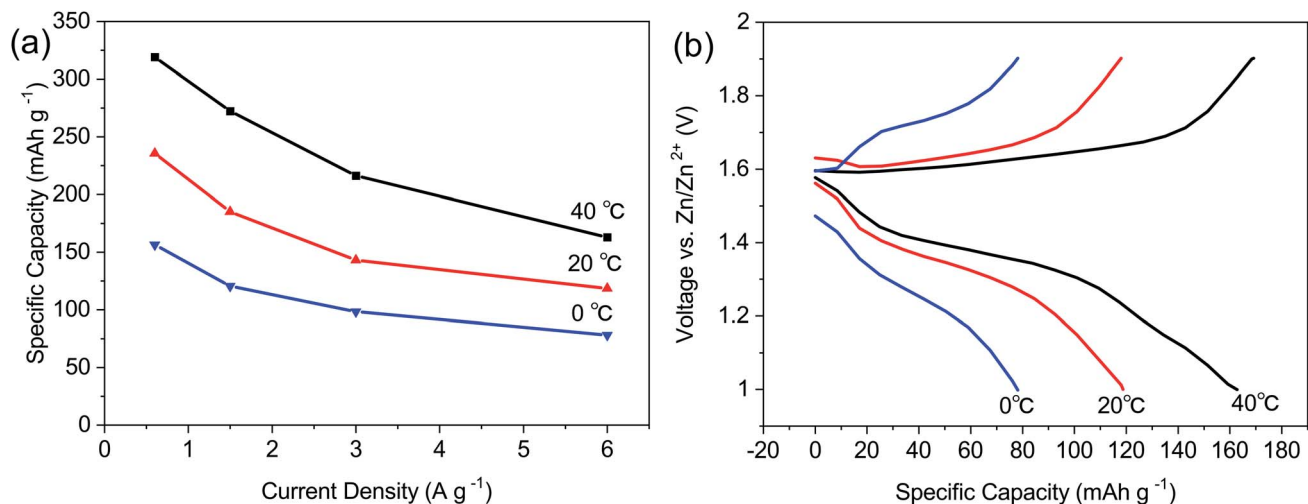 (a)
Specific Capacity (mAh g⁻¹)
350
300
250
200
150
100
50
0
40 °C
20 °C
0 °C
0 1 2 3 4 5 6
Current Density (A g⁻¹)
(b)
Voltage vs. Zn/Zn²⁺ (V)
2
1.8
1.6
1.4
1.2
1
0°C 20°C 40°C
-20 0 20 40 60 80 100 120 140 160 180
Specific Capacity (mAh g⁻¹)